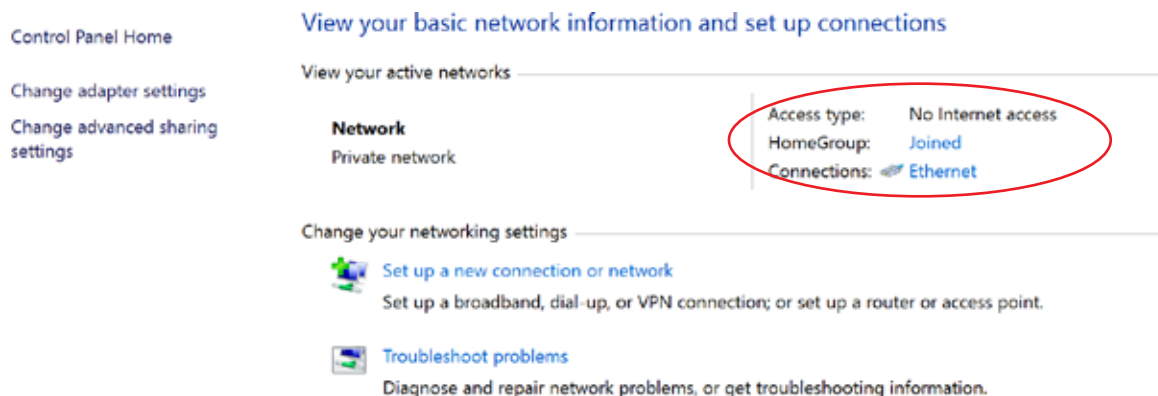 Control Panel Home
Change adapter settings
Change advanced sharing
settings
View your basic network information and set up connections
View your active networks
Network
Private network
Access type: No Internet access
HomeGroup: Joined
Connections: Ethernet
Change your networking settings
Set up a new connection or network
Set up a broadband, dial-up, or VPN connection; or set up a router or access point.
Troubleshoot problems
Diagnose and repair network problems, or get troubleshooting information.